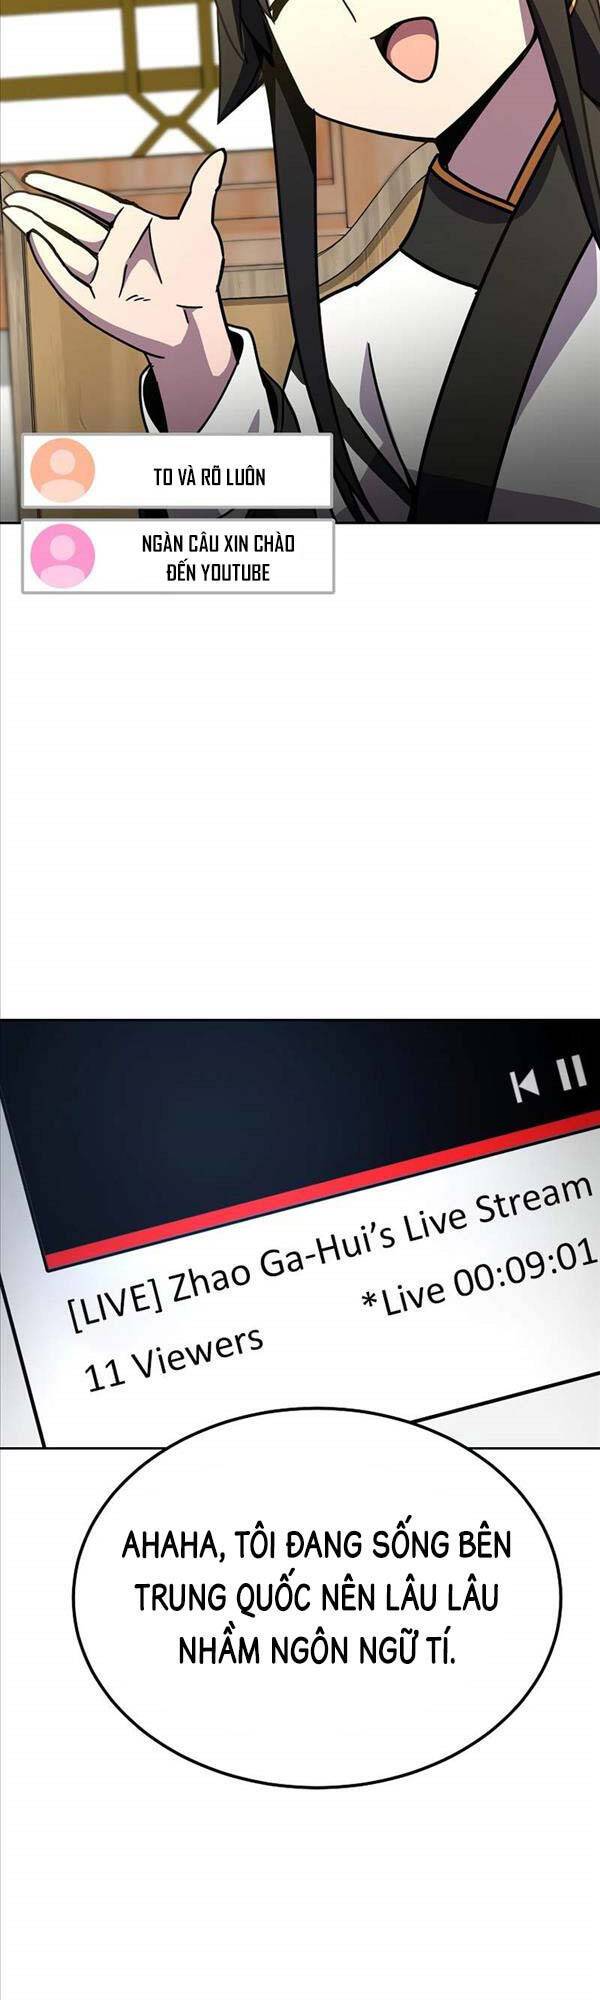 TO VÀ RÕ LUÔN
NGÀN CÂU XIN CHÀO
ĐẾN YOUTUBE
[LIVE] Zhao Ga-Hui's Live Stream
11 Viewers
*Live 00:09:01
AHAHA, TÔI ĐANG SỐNG BÊN
TRUNG QUỐC NÊN LÂU LÂU
NHẦM NGÔN NGỮ TÍ.